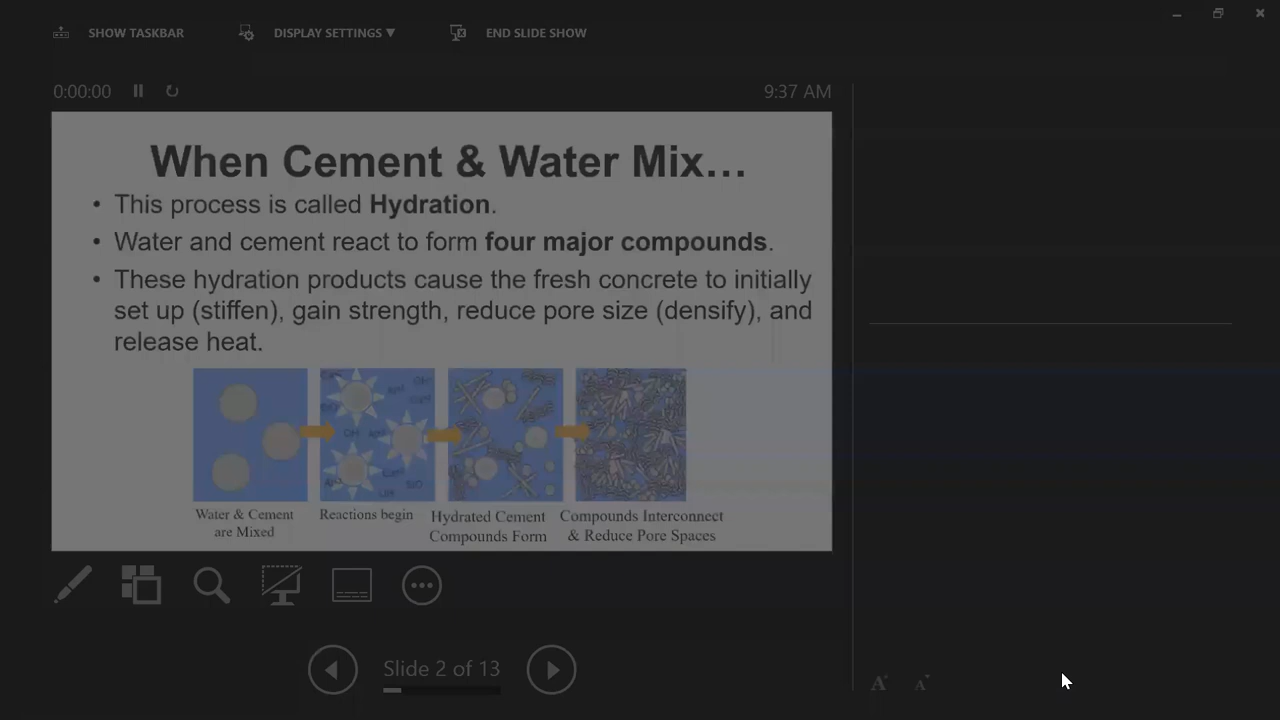 SHOW TASKBAR
DISPLAY SETTINGS ▼
END SLIDE SHOW
0:00:00
9:37 AM
When Cement & Water Mix...
• This process is called Hydration.
• Water and cement react to form four major compounds.
• These hydration products cause the fresh concrete to initially
set up (stiffen), gain strength, reduce pore size (densify), and
release heat.
Water & Cement
are Mixed
Reactions begin
Hydrated Cement
Compounds Form
Compounds Interconnect
& Reduce Pore Spaces
Slide 2 of 13
A A